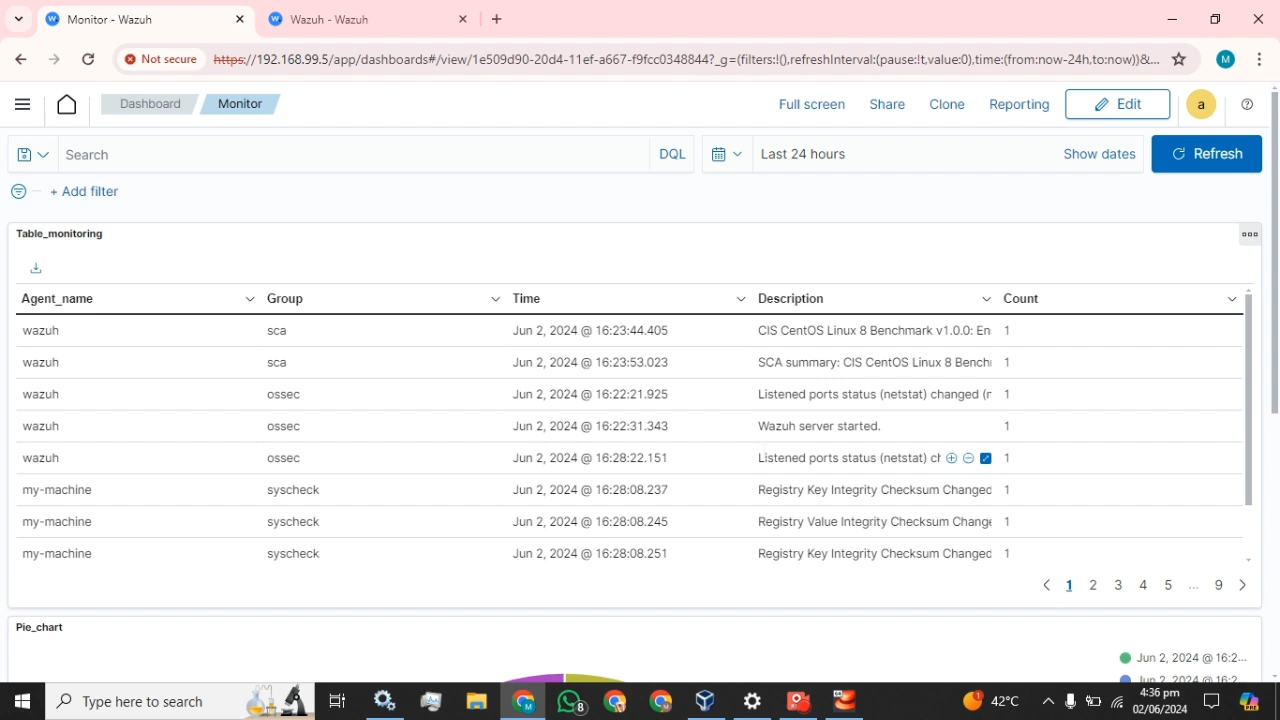 Monitor - Wazuh
Wazuh - Wazuh
Not secure https://192.168.99.5/app/dashboards#/view/1e509d90-20d4-11ef-a667-f9fcc0348844?_g=(filters:!(),refreshInterval:(pause:!t,value:0),time:(from:now-24h,to:now))&... M
Dashboard Monitor Full screen Share Clone Reporting Edit a
Search DQL Last 24 hours Show dates Refresh
+ Add filter
Table_monitoring
Agent_name Group Time Description Count
wazuh sca Jun 2, 2024 @ 16:23:44.405 CIS CentOS Linux 8 Benchmark v1.0.0: En 1
wazuh sca Jun 2, 2024 @ 16:23:53.023 SCA summary: CIS CentOS Linux 8 Bench 1
wazuh ossec Jun 2, 2024 @ 16:22:21.925 Listened ports status (netstat) changed (n 1
wazuh ossec Jun 2, 2024 @ 16:22:31.343 Wazuh server started. 1
wazuh ossec Jun 2, 2024 @ 16:28:22.151 Listened ports status (netstat) ch 1
my-machine syscheck Jun 2, 2024 @ 16:28:08.237 Registry Key Integrity Checksum Changed 1
my-machine syscheck Jun 2, 2024 @ 16:28:08.245 Registry Value Integrity Checksum Change 1
my-machine syscheck Jun 2, 2024 @ 16:28:08.251 Registry Key Integrity Checksum Changed 1
1 2 3 4 5 ... 9
Pie_chart
Jun 2, 2024 @ 16:2...
Jun 2, 2024 @ 16:2...
Type here to search 8 1 42°C 4:36 pm
02/06/2024